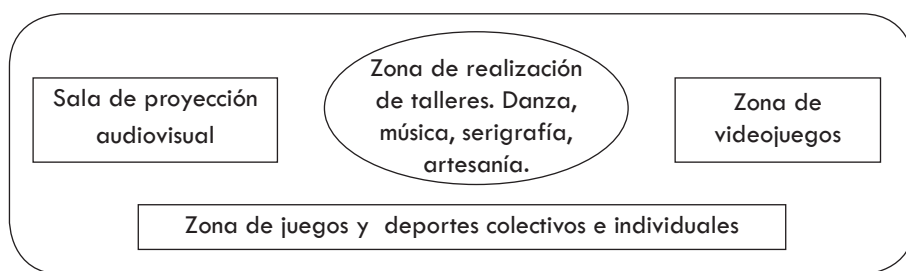 Sala de proyección
audiovisual
Zona de realización
de talleres. Danza,
música, serigrafía,
artesanía.
Zona de
videojuegos
Zona de juegos y deportes colectivos e individuales